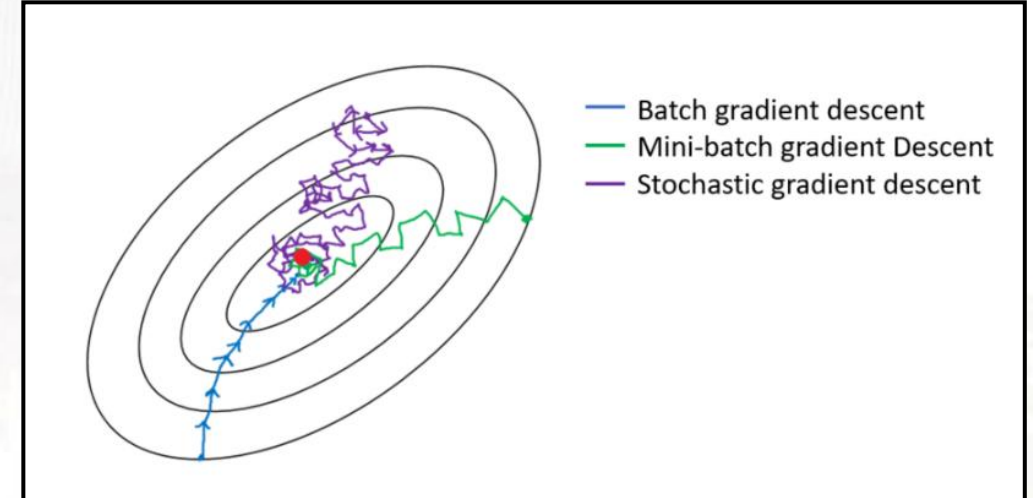 Batch gradient descent
Mini-batch gradient Descent
Stochastic gradient descent